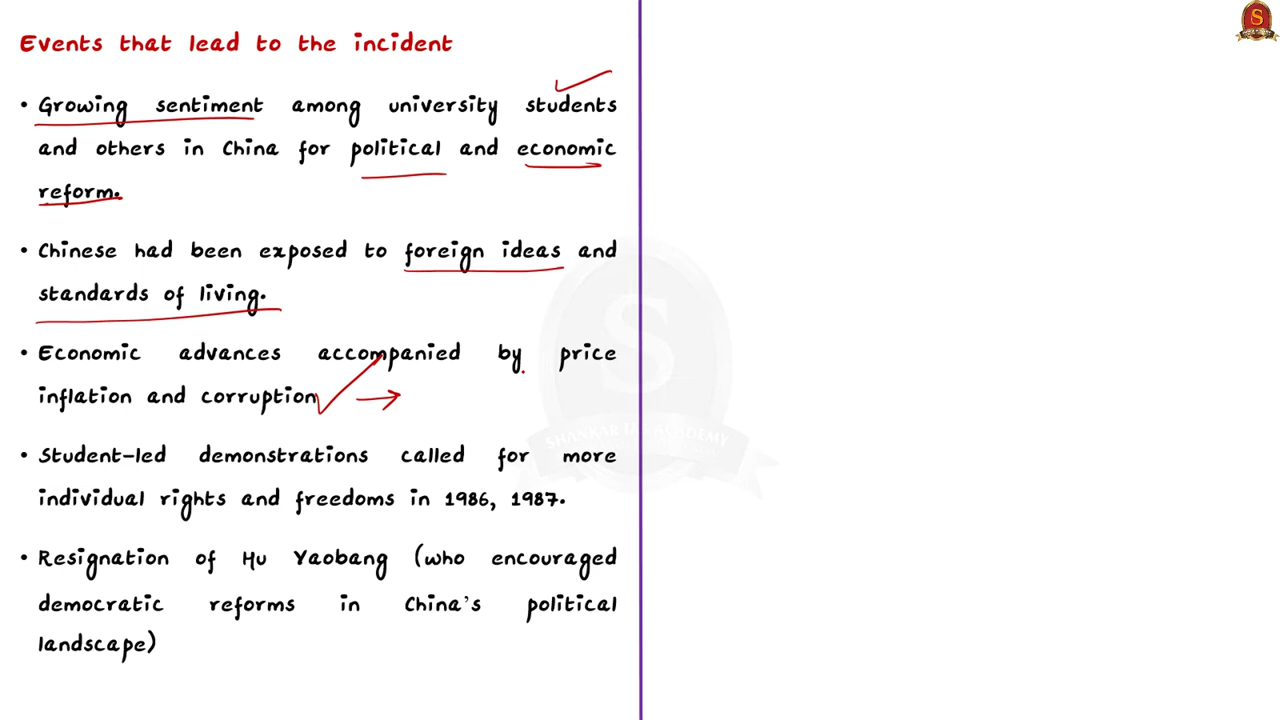 Events that lead to the incident
• Growing sentiment among university students
and others in China for political and economic
reform.
• Chinese had been exposed to foreign ideas and
standards of living.
• Economic advances accompanied by price
inflation and corruption
• Student-led demonstrations called for more
individual rights and freedoms in 1986, 1987.
• Resignation of Hu Yaobang (who encouraged
democratic reforms in China's political
landscape)
S
SHANKAR IAS ACADEMY